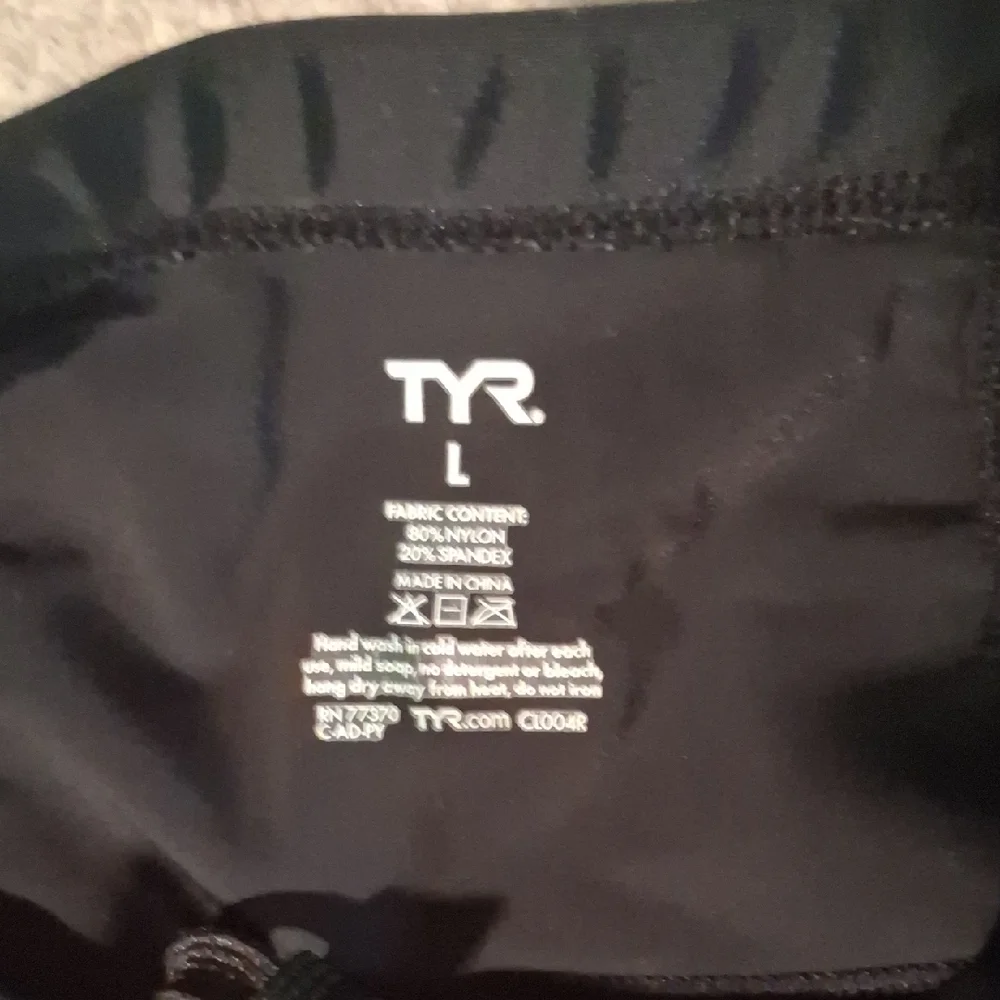 TYR.
L
FABRIC CONTENT:
80% NYLON
20% SPANDEX
MADE IN CHINA
Hand wash in cold water after each
use, mild soap, no detergent or bleach,
hang dry away from heat, do not iron
RN 77370 TYR.com CL004R
C-AD-PY